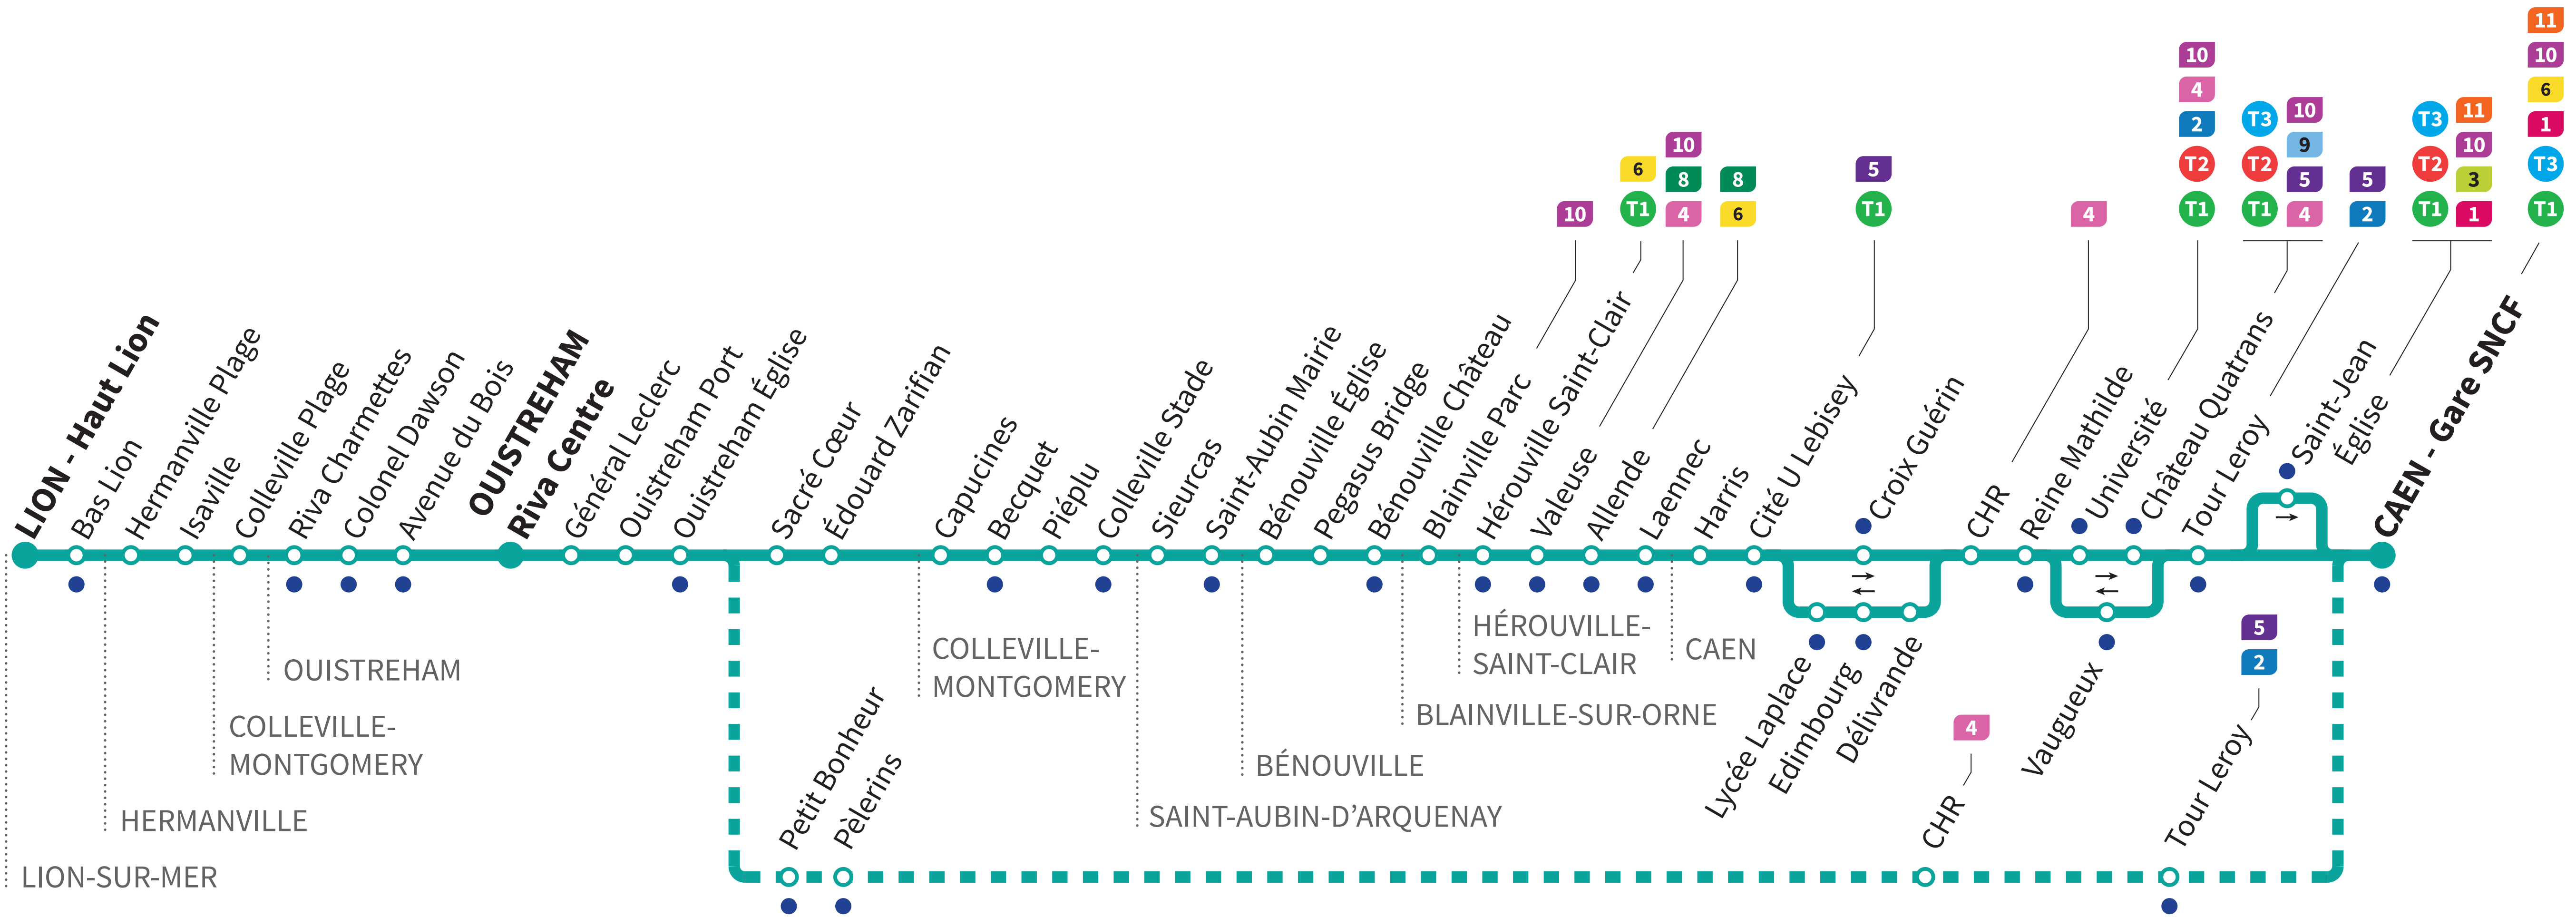 11
10
10
6
4
10
11
1
2
T3
9
T3
10
T3
10
6
8
5
T2
T2
5
5
T2
3
10
T1
8
4
6
T1
4
T1
T1
4
2
T1
1
T1
LION - Haut Lion
Bas Lion
Hermanville Plage
Isaville
Colleville Plage
Riva Charmettes
Colonel Dawson
Avenue du Bois
OUISTREHAM
Riva Centre
Général Leclerc
Ouistreham Port
Ouistreham Église
Sacré Cœur
Édouard Zarifian
Capucines
Becquet
Piéplu
Colleville Stade
Sieurcas
Saint-Aubin Mairie
Bénouville Église
Pegasus Bridge
Bénouville Château
Blainville Parc
Hérouville Saint-Clair
Valeuse
Allende
Laennec
Harris
Cité U Lebisey
Croix Guérin
CHR
Reine Mathilde
Université
Château Quatrans
Tour Leroy
Saint-Jean
Église
CAEN - Gare SNCF
OUISTREHAM
COLLEVILLE-
MONTGOMERY
HERMANVILLE
LION-SUR-MER
COLLEVILLE-
MONTGOMERY
HÉROUVILLE-
SAINT-CLAIR
CAEN
BLAINVILLE-SUR-ORNE
BÉNOUVILLE
SAINT-AUBIN-D’ARQUENAY
Lycée Laplace
Edimbourg
Délivrande
Vaugueux
5
2
4
Petit Bonheur
Pèlerins
CHR
Tour Leroy